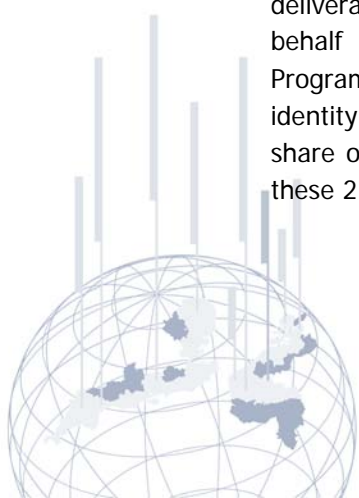 delivera
behalf
Program
identity
share o
these 2